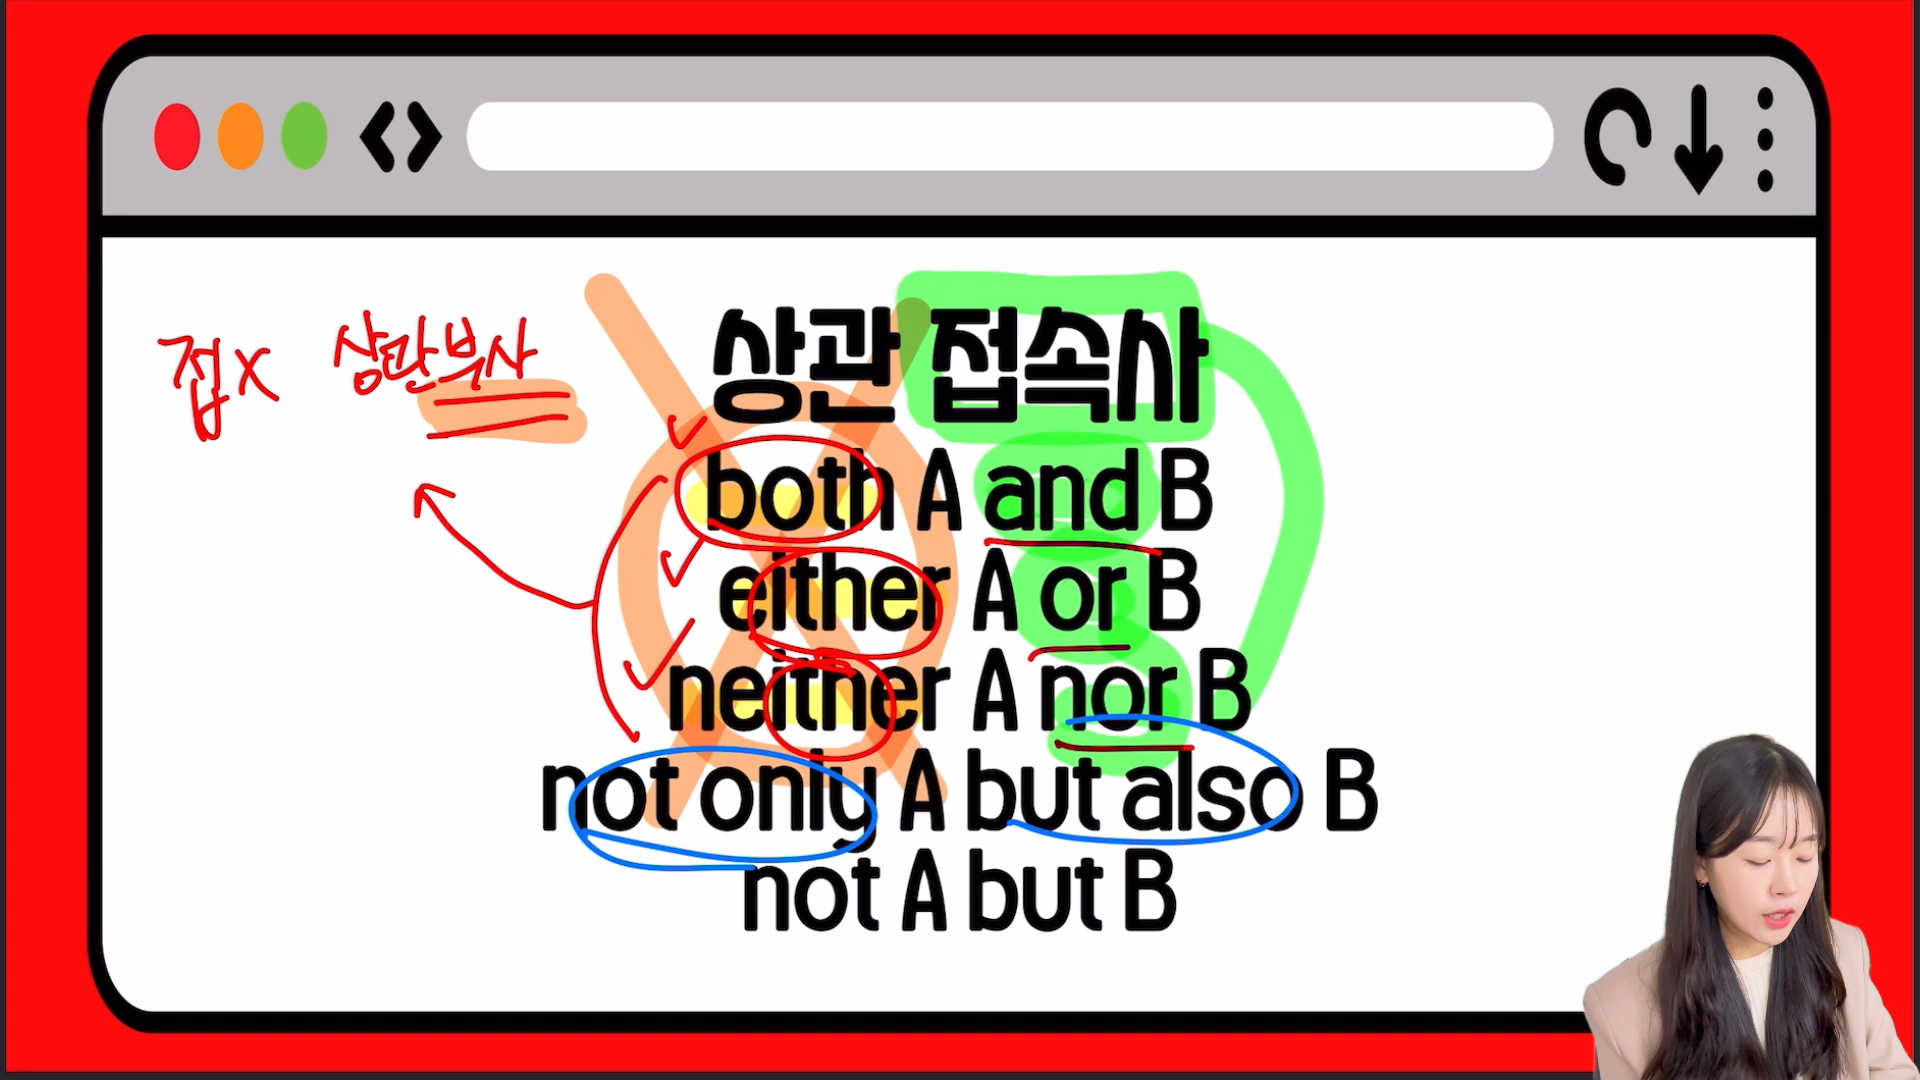 접x 상관부사
상관 접속사
both A and B
either A or B
neither A nor B
not only A but also B
not A but B